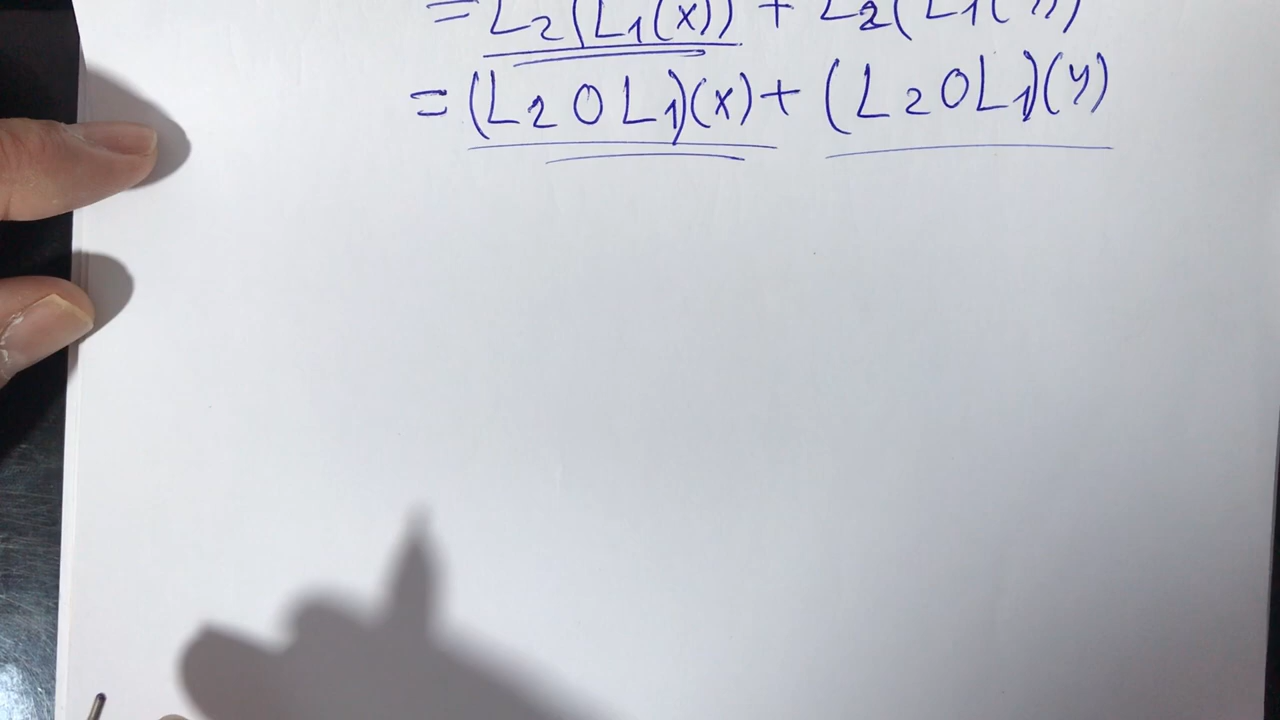 = L2(L1(x)) + L2(L1(y)
= (L2 O L1)(x) + (L2 O L1)(y)